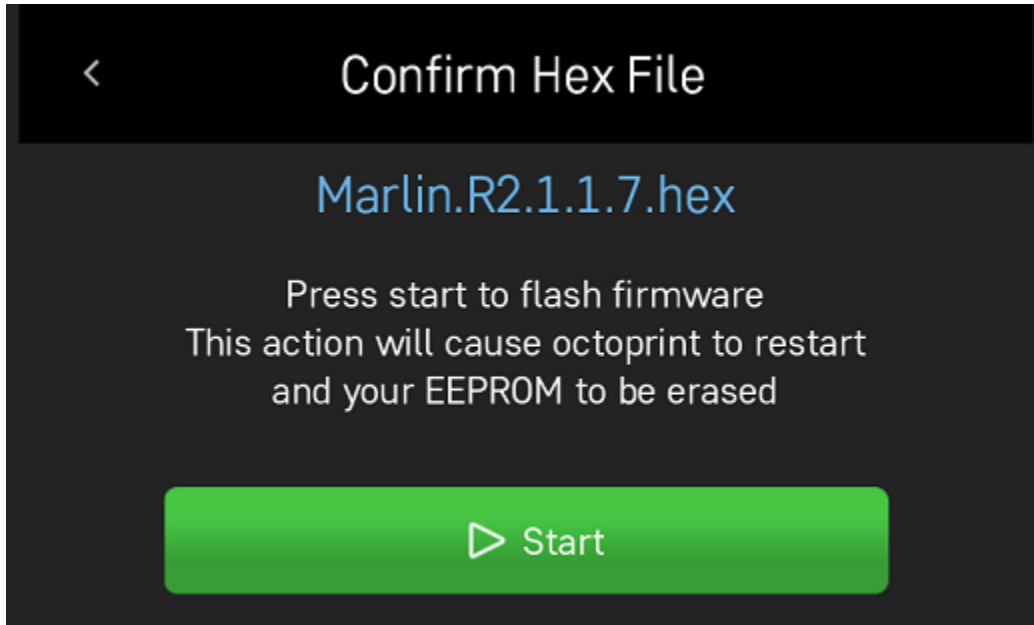 Confirm Hex File
Marlin.R2.1.1.7.hex
Press start to flash firmware
This action will cause octoprint to restart
and your EEPROM to be erased
Start